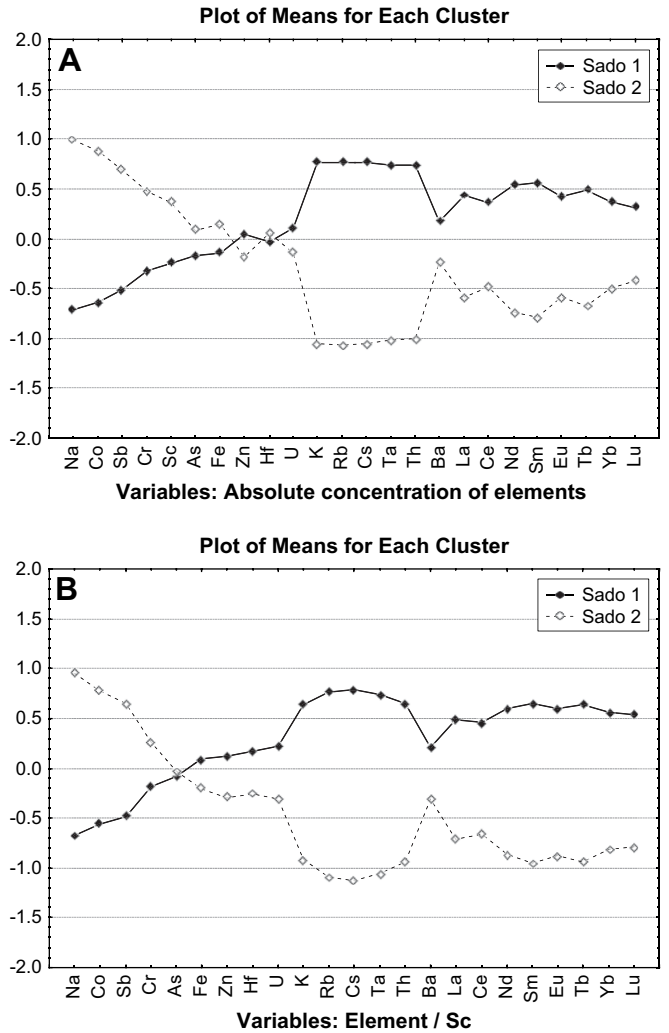 Plot of Means for Each Cluster
A
Sado 1
Sado 2
2.0
1.5
1.0
0.5
0.0
-0.5
-1.0
-1.5
-2.0
Na Co Sb Cr Sc As Fe Zn Hf U K Rb Cs Ta Th Ba La Ce Nd Sm Eu Tb Yb Lu
Variables: Absolute concentration of elements
Plot of Means for Each Cluster
B
Sado 1
Sado 2
2.0
1.5
1.0
0.5
0.0
-0.5
-1.0
-1.5
-2.0
Na Co Sb Cr As Fe Zn Hf U K Rb Cs Ta Th Ba La Ce Nd Sm Eu Tb Yb Lu
Variables: Element / Sc